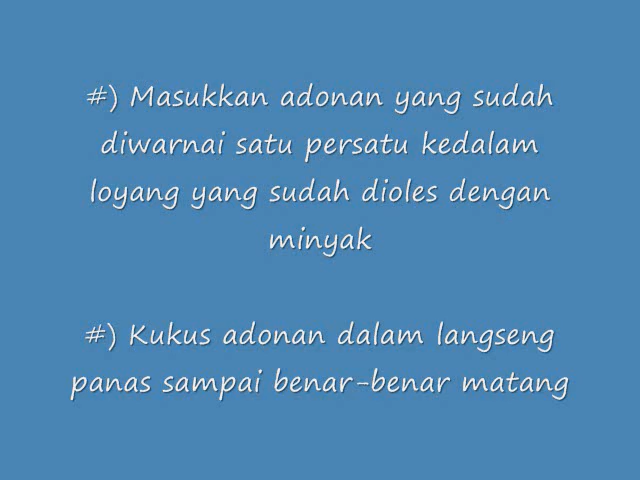 #) Masukkan adonan yang sudah
diwarnai satu persatu kedalam
loyang yang sudah dioles dengan
minyak
#) Kukus adonan dalam langseng
panas sampai benar-benar matang